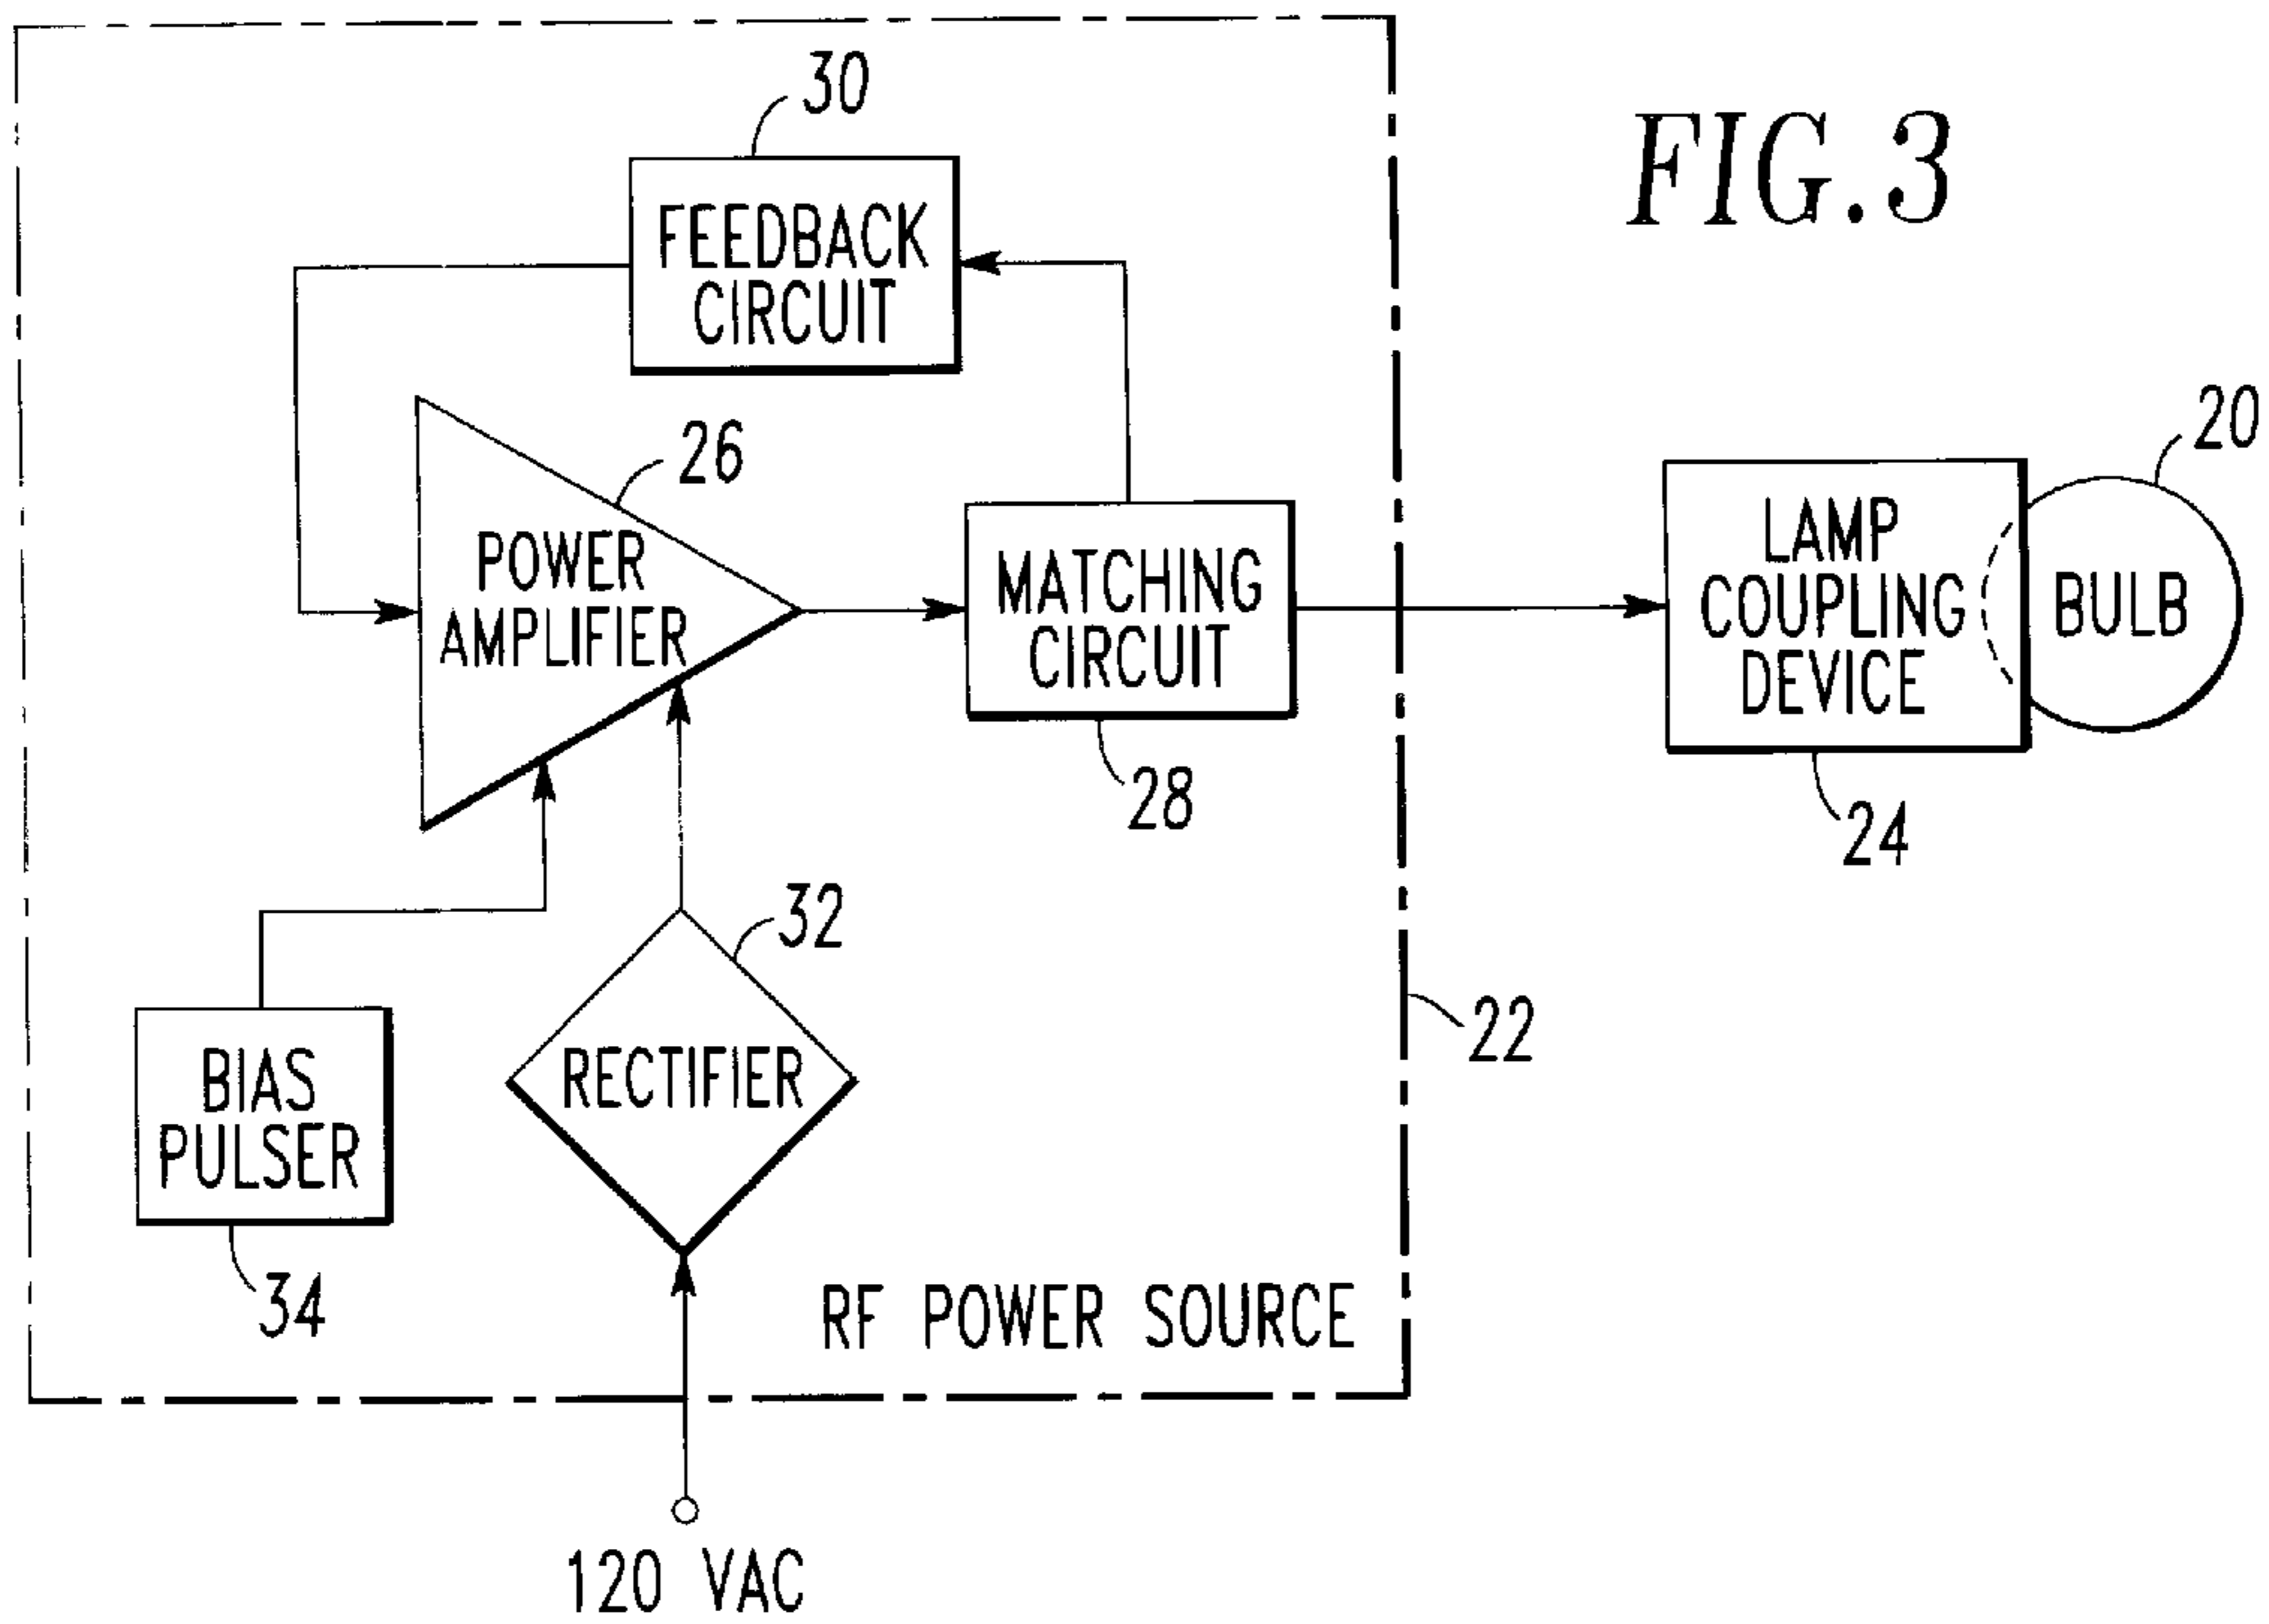 30
FIG.3
FEEDBACK
CIRCUIT
26
20
POWER
AMPLIFIER
MATCHING
CIRCUIT
LAMP
COUPLING
DEVICE
BULB
28
24
32
22
BIAS
PULSER
RECTIFIER
34
RF POWER SOURCE
120 VAC